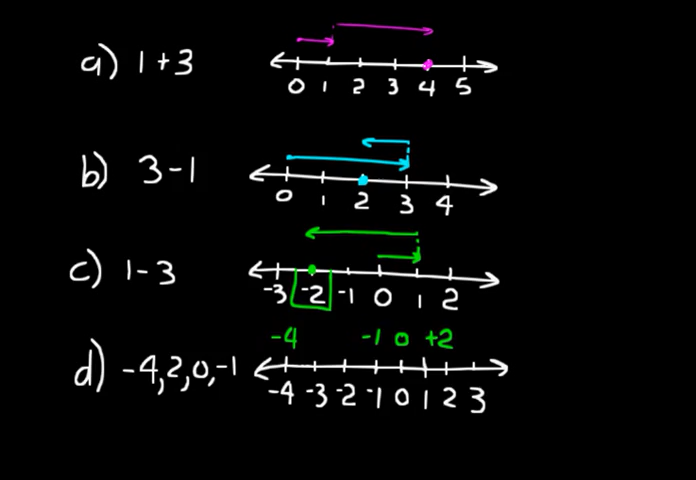 a) 1+3
0 1 2 3 4 5
b) 3-1
0 1 2 3 4
c) 1-3
-3 -2 -1 0 1 2
-4 -1 0 +2
d) -4,2,0,-1
-4 -3 -2 -1 0 1 2 3